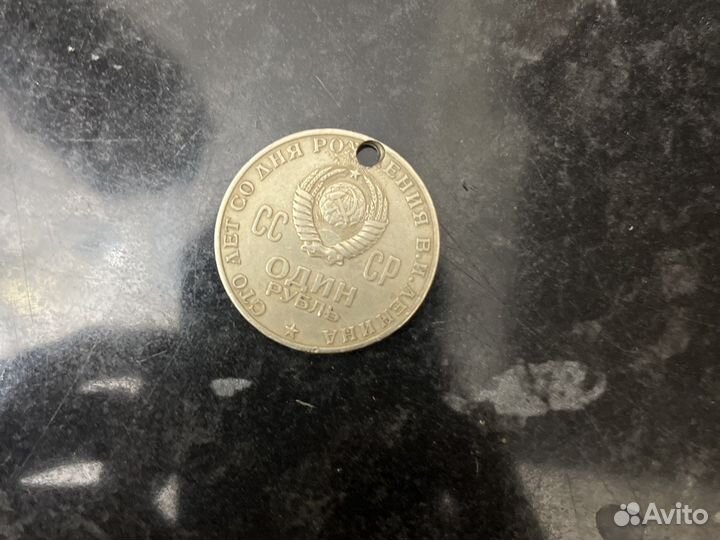 СТО ЛЕТ СО ДНЯ РОЖДЕНИЯ В.И.ЛЕНИНА
СС СР
ОДИН
РУБЛЬ
Avito